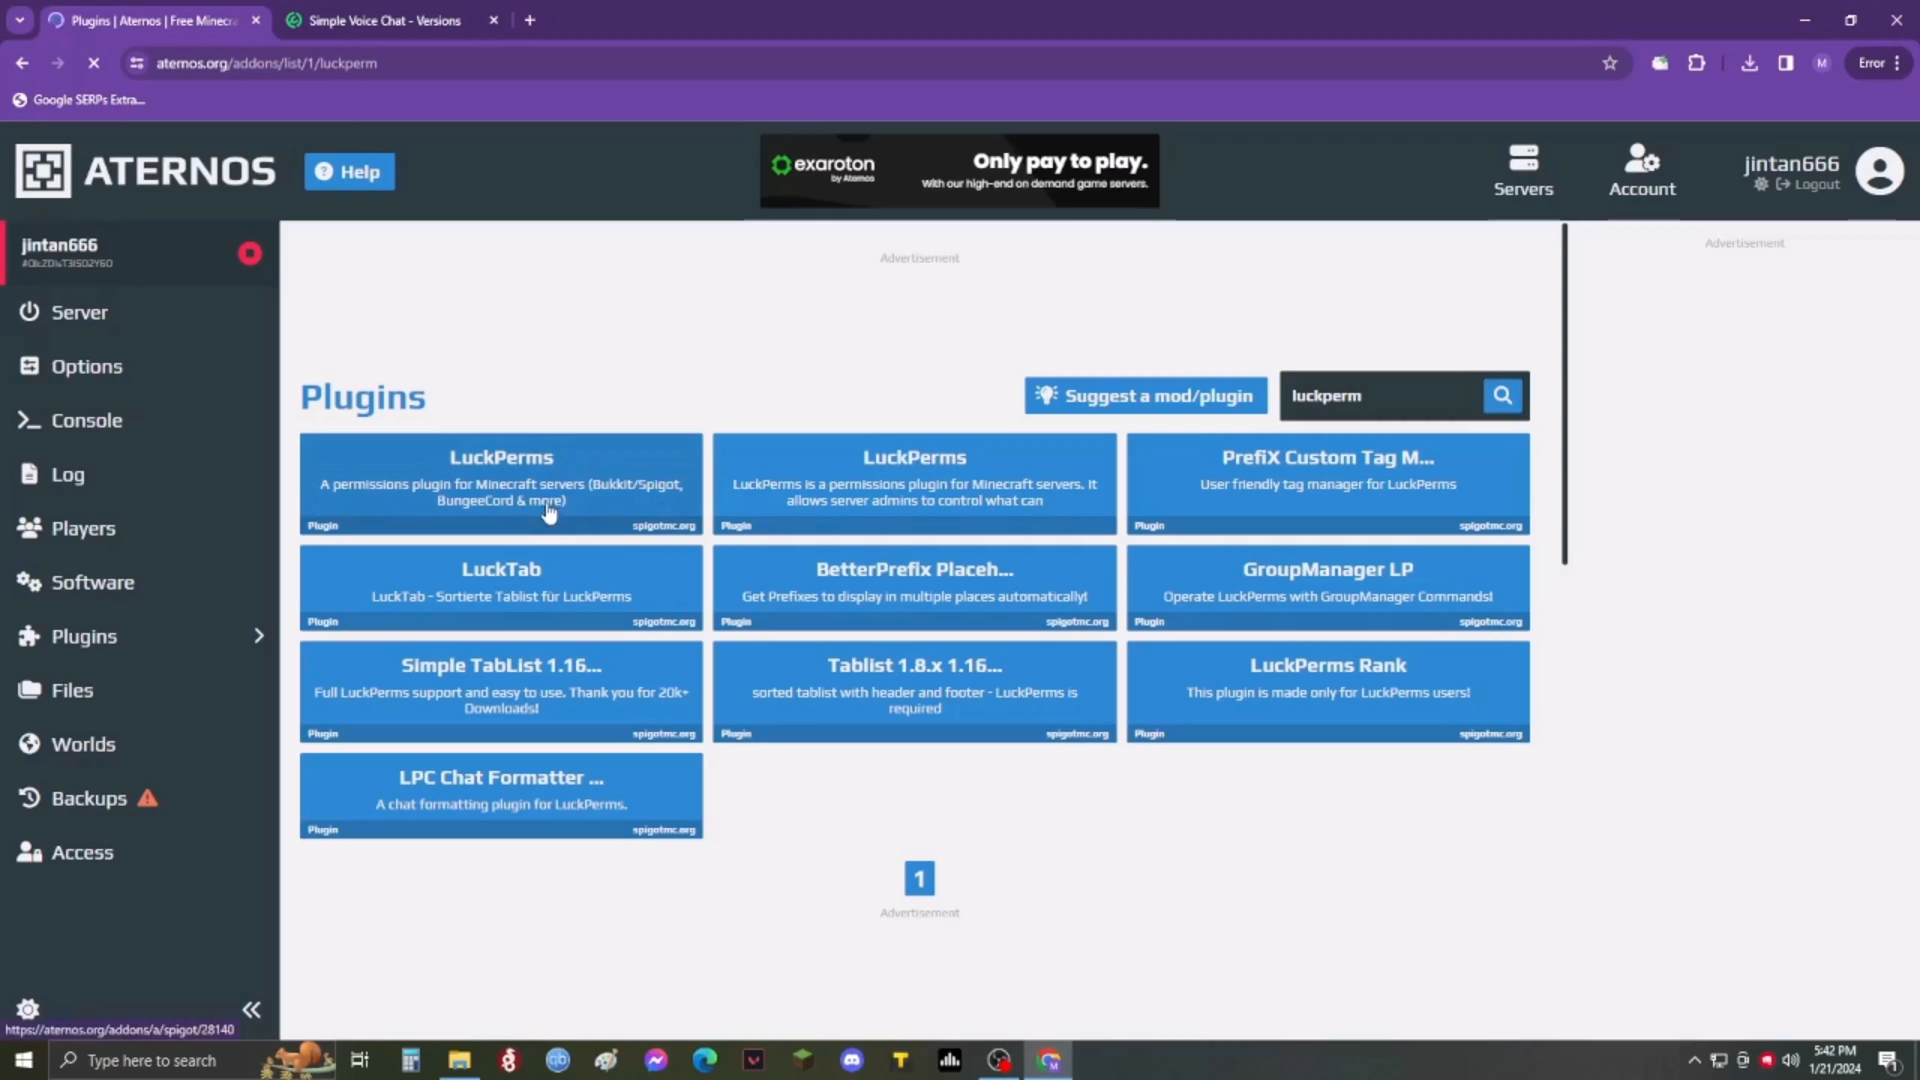 Plugins | Aternos | Free Minecr
Simple Voice Chat - Versions
aternos.org/addons/list/1/luckperm
M
Error
Google SERPs Extra...
ATERNOS
Help
exaroton
by Aternos
Only pay to play.
With our high-end on demand game servers.
Servers
Account
jintan666
Logout
jintan666
Advertisement
Advertisement
Server
Options
Console
Log
Players
Software
Plugins
Files
Worlds
Backups
Access
Plugins
Suggest a mod/plugin
luckperm
LuckPerms
A permissions plugin for Minecraft servers (Bukkit/Spigot,
BungeeCord & more)
Plugin
spigotmc.org
LuckPerms
LuckPerms is a permissions plugin for Minecraft servers. It
allows server admins to control what can
Plugin
PrefiX Custom Tag M...
User friendly tag manager for LuckPerms
Plugin
spigotmc.org
LuckTab
LuckTab - Sortierte Tablist für LuckPerms
Plugin
spigotmc.org
BetterPrefix Placeh...
Get Prefixes to display in multiple places automatically!
Plugin
spigotmc.org
GroupManager LP
Operate LuckPerms with GroupManager Commands!
Plugin
spigotmc.org
Simple TabList 1.16...
Full LuckPerms support and easy to use. Thank you for 20k+
Downloads!
Plugin
spigotmc.org
Tablist 1.8.x 1.16...
sorted tablist with header and footer - LuckPerms is
required
Plugin
spigotmc.org
LuckPerms Rank
This plugin is made only for LuckPerms users!
Plugin
spigotmc.org
LPC Chat Formatter ...
A chat formatting plugin for LuckPerms.
Plugin
spigotmc.org
1
Advertisement
https://aternos.org/addons/a/spigot/28140
Type here to search
5:42 PM
1/21/2024